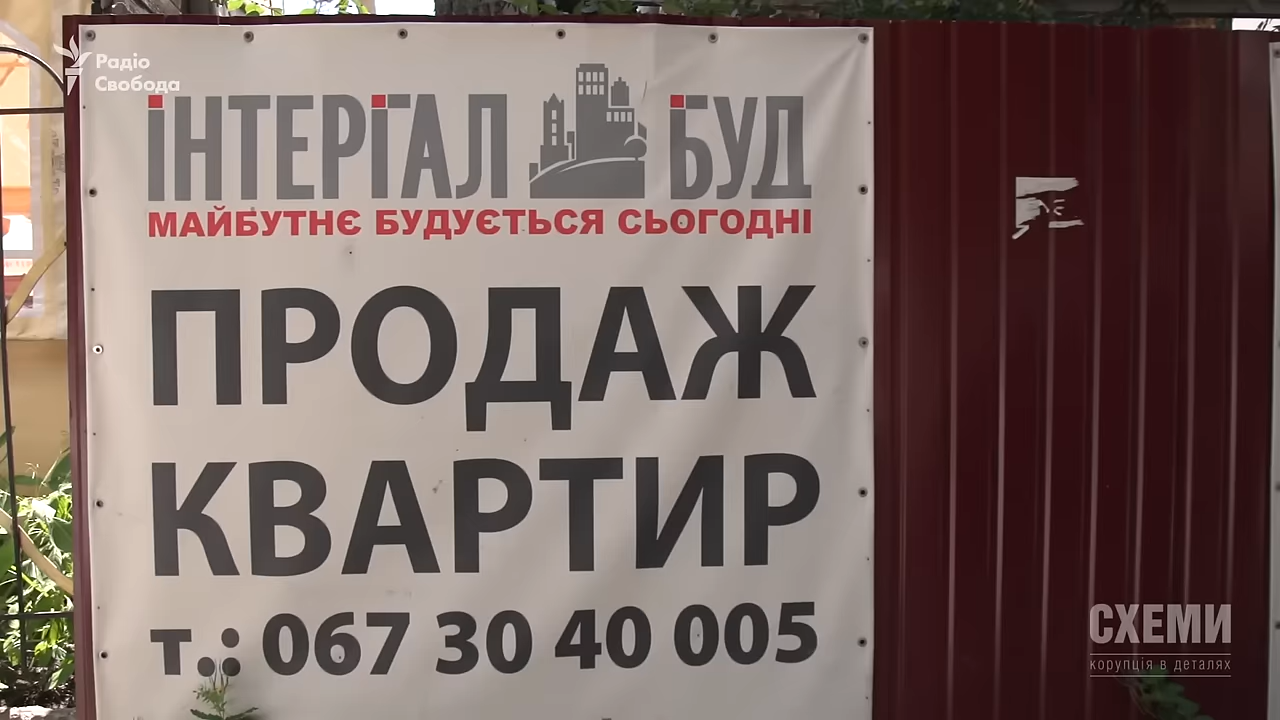 Радіо
Свобода
ІНТЕРГАЛ БУД
МАЙБУТНЄ БУДУЄТЬСЯ СЬОГОДНІ
ПРОДАЖ
КВАРТИР
т.: 067 30 40 005
СХЕМИ
корупція в деталях